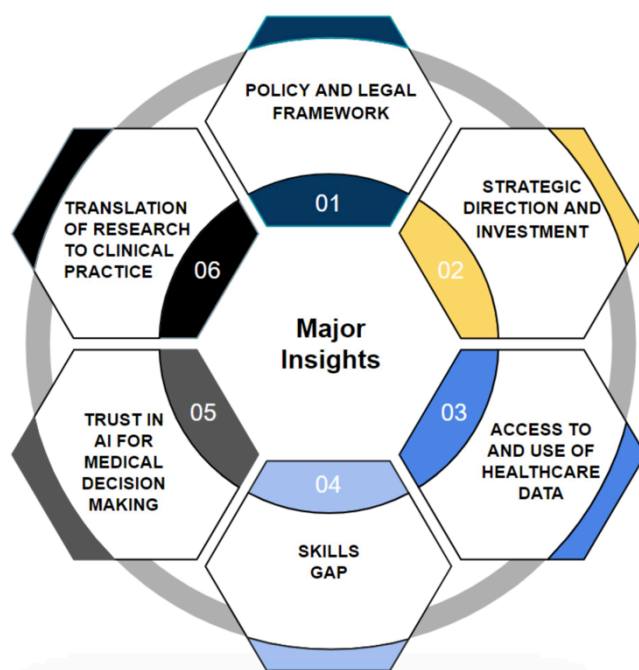 POLICY AND LEGAL
FRAMEWORK
01
STRATEGIC
DIRECTION AND
INVESTMENT
02
03
ACCESS TO
AND USE OF
HEALTHCARE
DATA
04
SKILLS
GAP
05
TRUST IN
AI FOR
MEDICAL
DECISION
MAKING
06
TRANSLATION
OF RESEARCH
TO CLINICAL
PRACTICE
Major
Insights